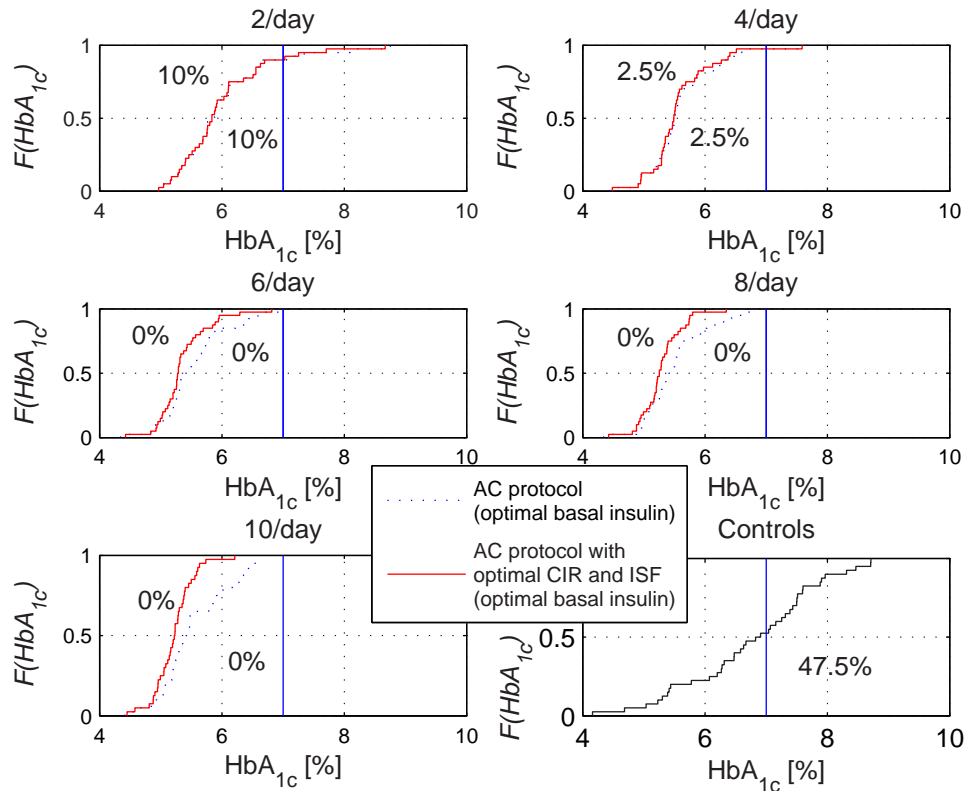 2/day
1
F(HbA1c)
0.5
0
10%
10%
4 6 8 10
HbA1c [%]
4/day
1
F(HbA1c)
0.5
0
2.5%
2.5%
4 6 8 10
HbA1c [%]
6/day
1
F(HbA1c)
0.5
0
0%
0%
4 6 8 10
HbA1c [%]
8/day
1
F(HbA1c)
0.5
0
0%
0%
4 6 8 10
HbA1c [%]
AC protocol
(optimal basal insulin)
AC protocol with
optimal CIR and ISF
(optimal basal insulin)
10/day
1
F(HbA1c)
0.5
0
0%
0%
4 6 8 10
HbA1c [%]
Controls
F(HbA1c)
0.5
0
47.5%
4 6 8 10
HbA1c [%]